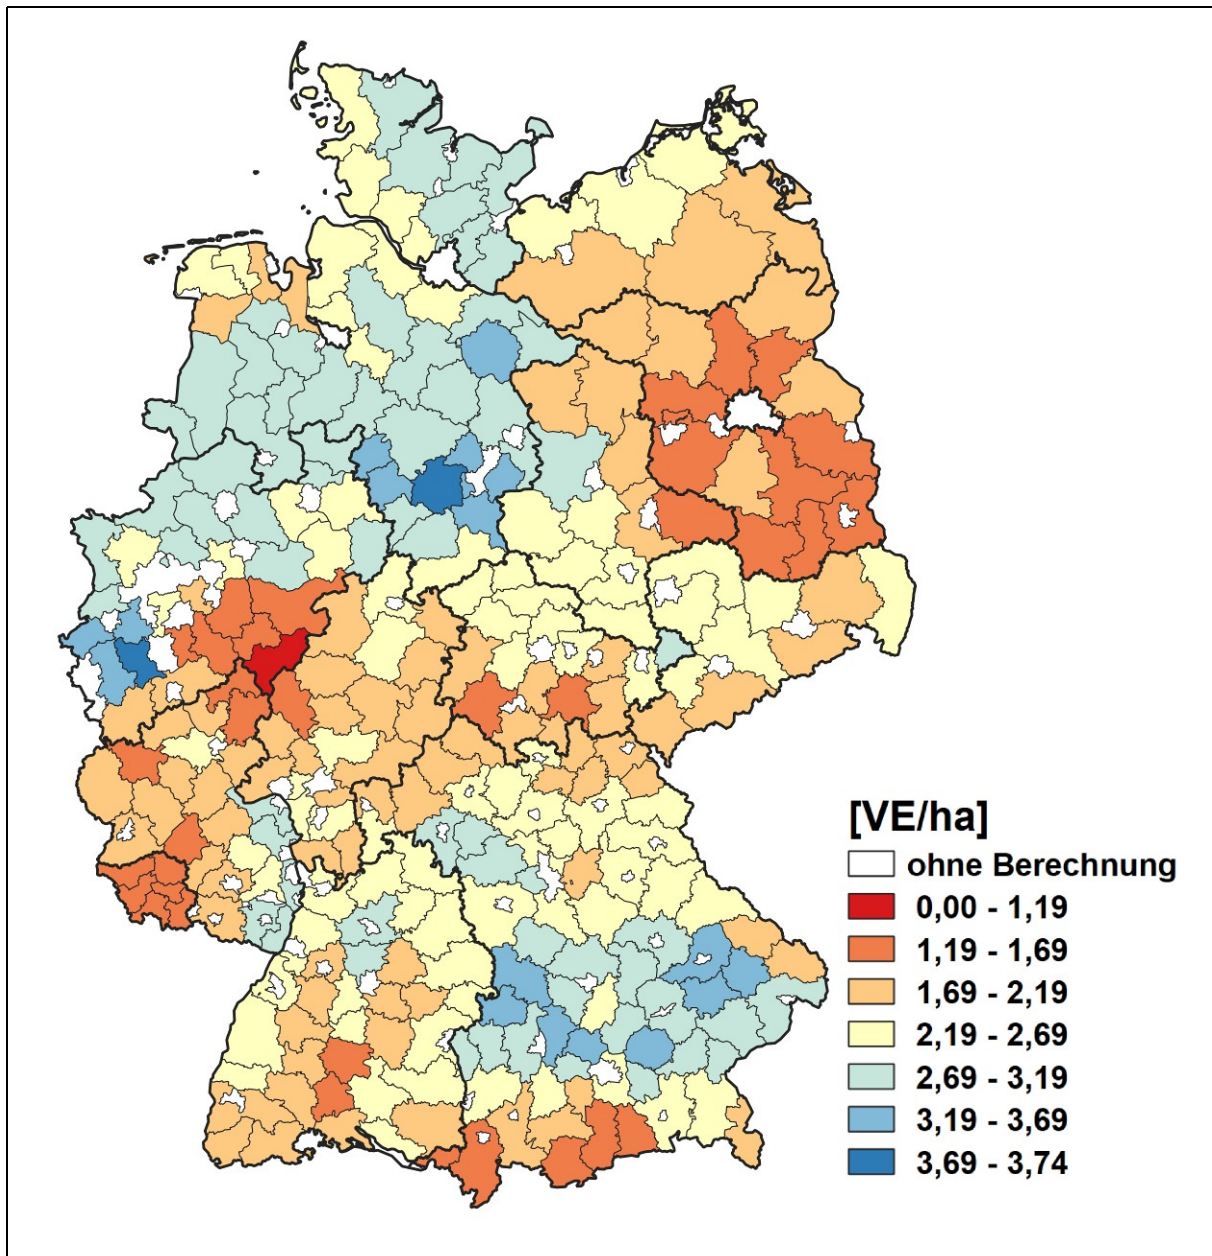 [VE/ha]
ohne Berechnung
0,00 - 1,19
1,19 - 1,69
1,69 - 2,19
2,19 - 2,69
2,69 - 3,19
3,19 - 3,69
3,69 - 3,74